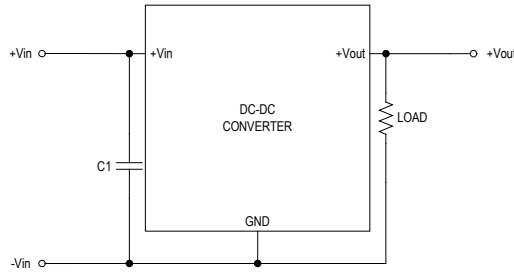 +Vin
+Vin
+Vout
+Vout
DC-DC
CONVERTER
LOAD
C1
GND
-Vin